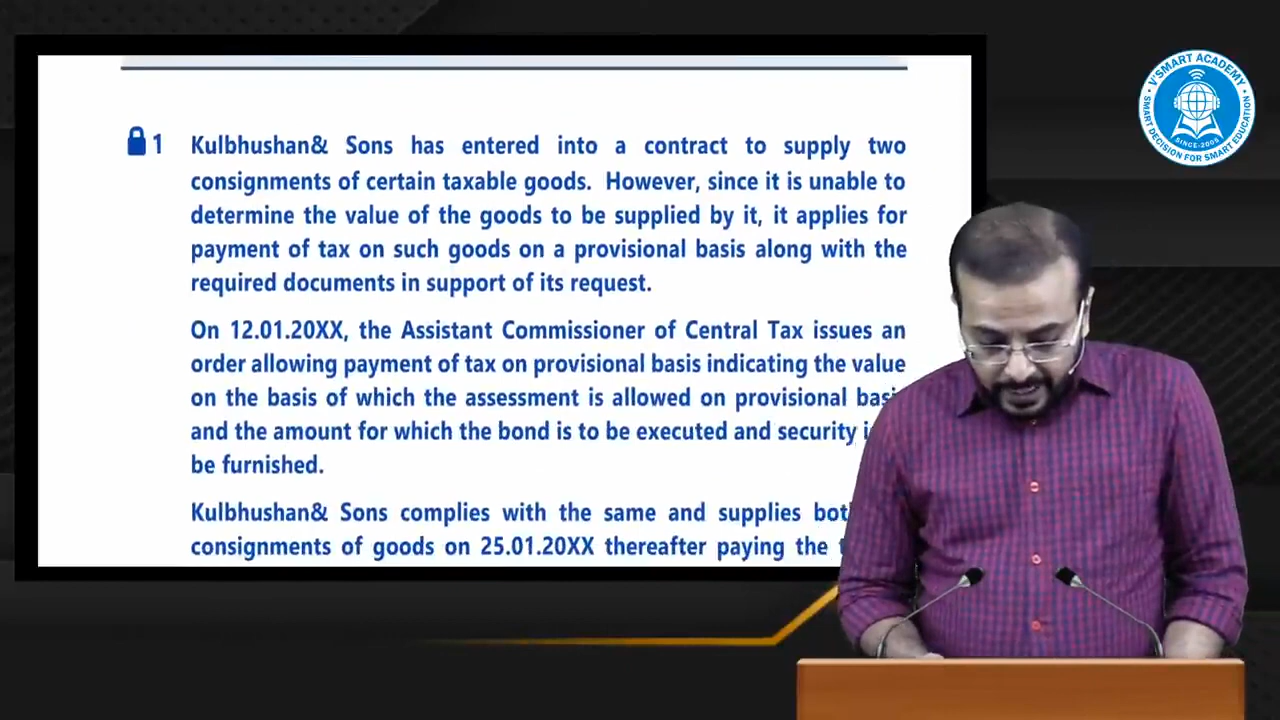 1 Kulbhushan& Sons has entered into a contract to supply two
consignments of certain taxable goods. However, since it is unable to
determine the value of the goods to be supplied by it, it applies for
payment of tax on such goods on a provisional basis along with the
required documents in support of its request.
On 12.01.20XX, the Assistant Commissioner of Central Tax issues an
order allowing payment of tax on provisional basis indicating the value
on the basis of which the assessment is allowed on provisional
and the amount for which the bond is to be executed and security
be furnished.
Kulbhushan& Sons complies with the same and supplies
consignments of goods on 25.01.20XX thereafter paying the
V'SMART ACADEMY
SMART DECISION FOR SMART EDUCATION